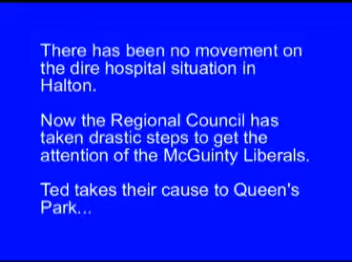 There has been no movement on
the dire hospital situation in
Halton.
Now the Regional Council has
taken drastic steps to get the
attention of the McGuinty Liberals.
Ted takes their cause to Queen's
Park...